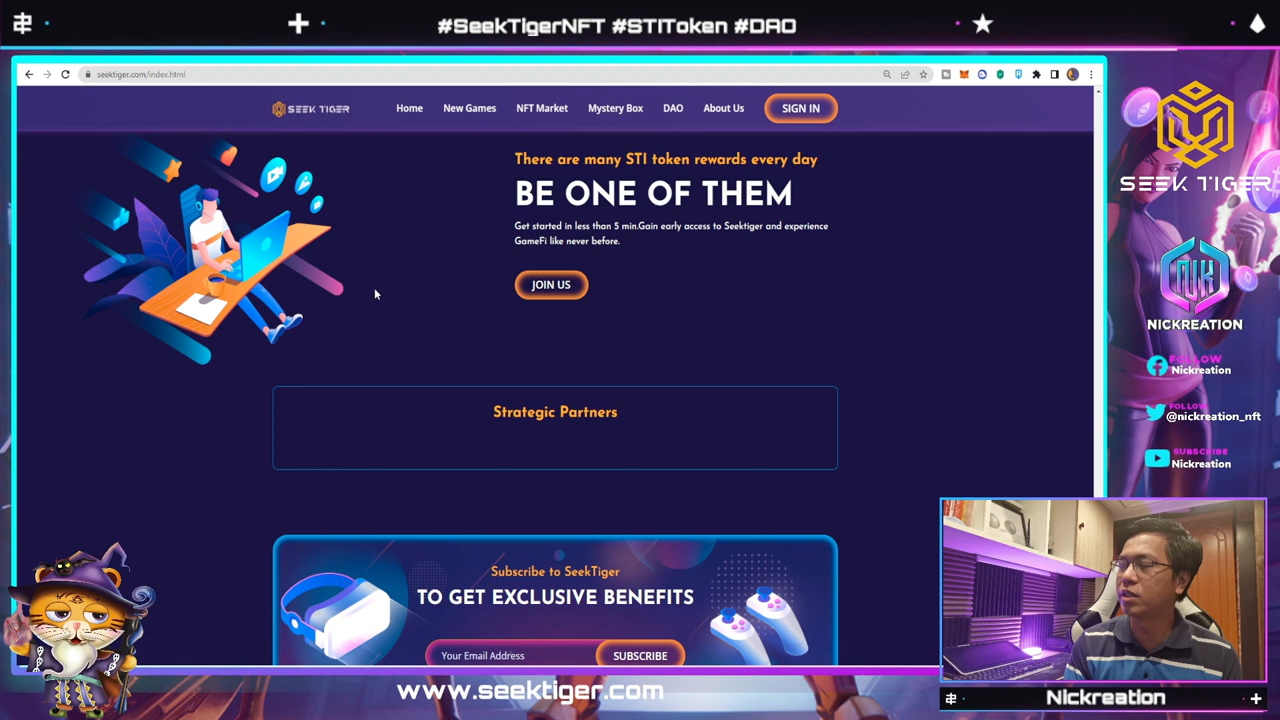 #SeekTigerNFT #STIToken #DAO
seektiger.com/index.html
SEEK TIGER
Home
New Games
NFT Market
Mystery Box
DAO
About Us
SIGN IN
There are many STI token rewards every day
BE ONE OF THEM
Get started in less than 5 min.Gain early access to Seektiger and experience
GameFi like never before.
JOIN US
Strategic Partners
Subscribe to SeekTiger
TO GET EXCLUSIVE BENEFITS
Your Email Address
SUBSCRIBE
www.seektiger.com
SEEK TIGER
NICKREATION
FOLLOW
Nickreation
FOLLOW
@nickreation_nft
SUBSCRIBE
Nickreation
Nickreation